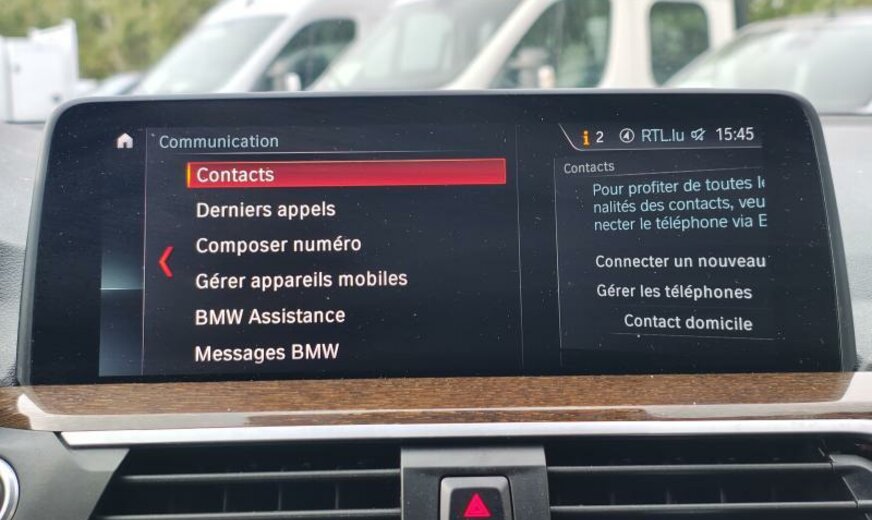 Communication
i 2 RTL.lu 15:45
Contacts
Derniers appels
Composer numéro
Gérer appareils mobiles
BMW Assistance
Messages BMW
Contacts
Pour profiter de toutes
nalités des contacts, veu
necter le téléphone via
Connecter un nouveau
Gérer les téléphones
Contact domicile